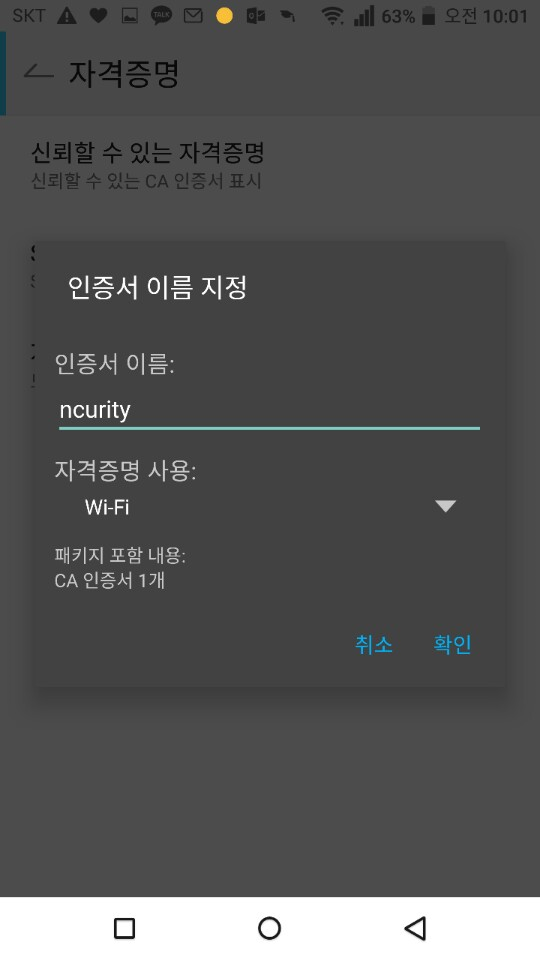 SKT TALK 63% 오전 10:01
자격증명
신뢰할 수 있는 자격증명
신뢰할 수 있는 CA 인증서 표시
인증서 이름 지정
인증서 이름:
ncurity
자격증명 사용:
Wi-Fi
패키지 포함 내용:
CA 인증서 1개
취소 확인